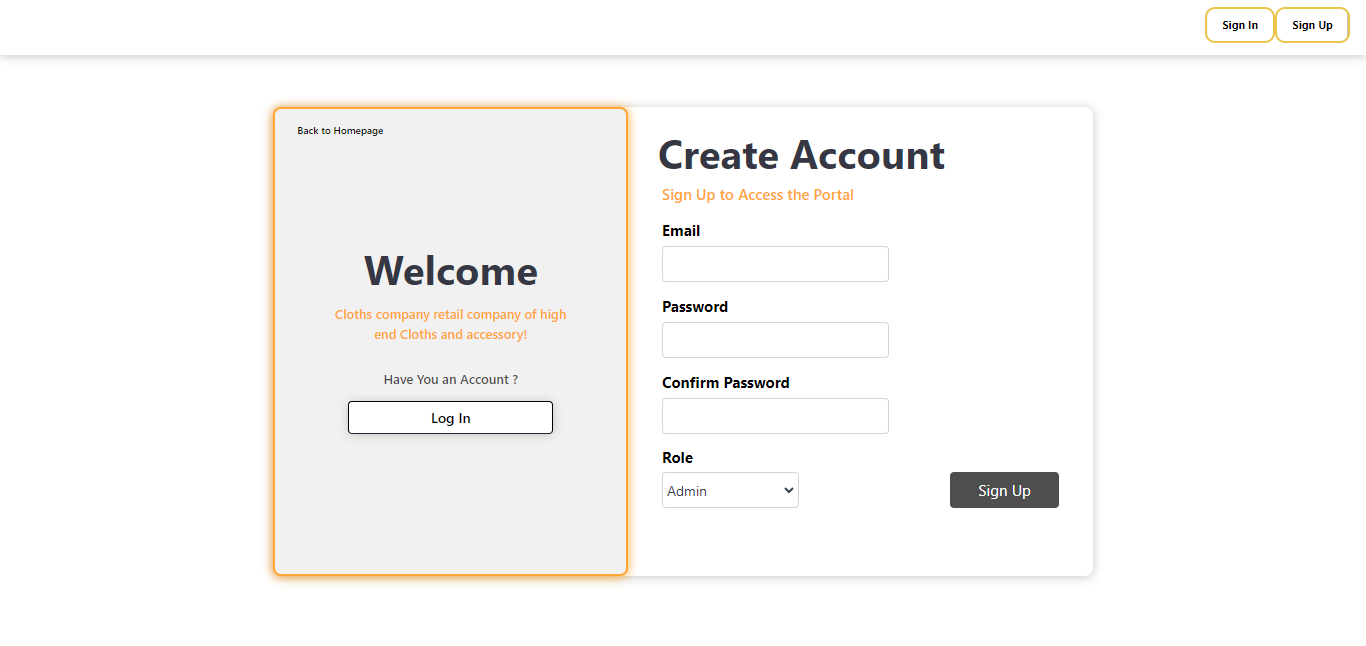 Sign In
Sign Up
Back to Homepage
Welcome
Cloths company retail company of high
end Cloths and accessory!
Have You an Account ?
Log In
Create Account
Sign Up to Access the Portal
Email
Password
Confirm Password
Role
Admin
Sign Up